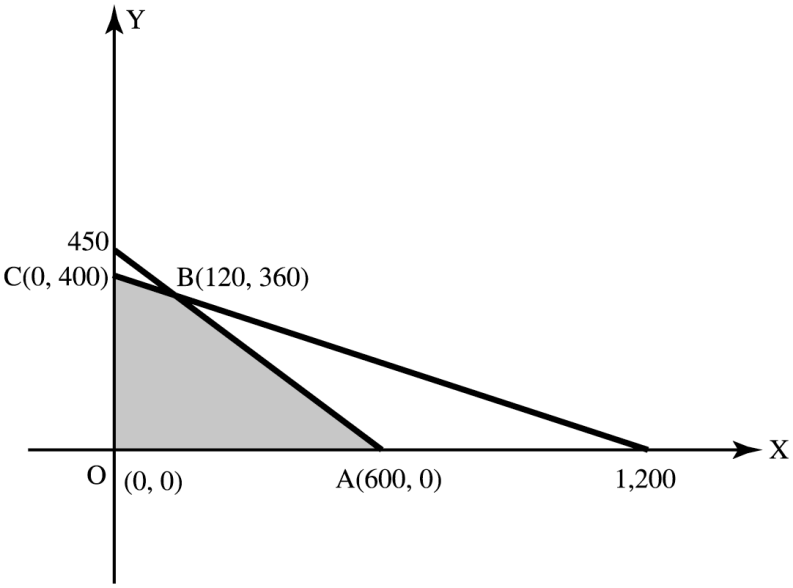 Y
450
C(0, 400)
B(120, 360)
X
O (0, 0)
A(600, 0)
1,200